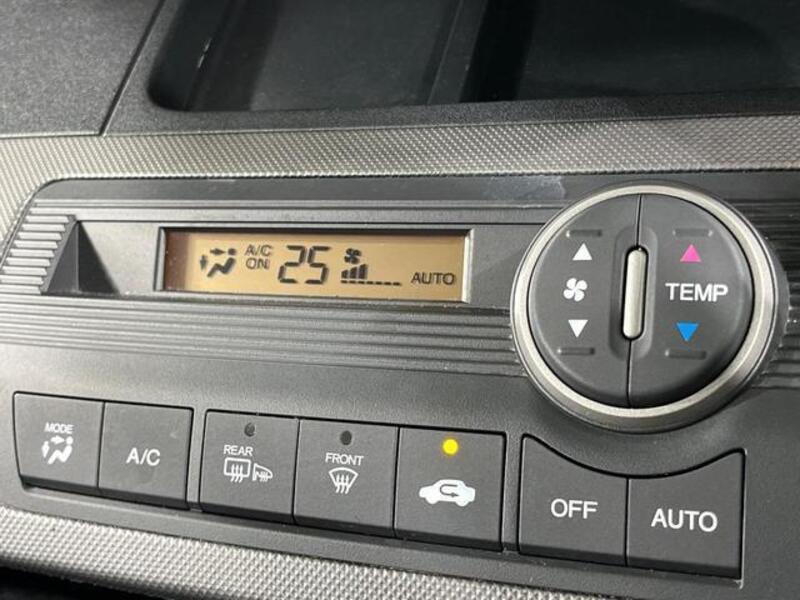 A/C
ON 25 AUTO
TEMP
MODE
A/C
REAR
FRONT
OFF
AUTO